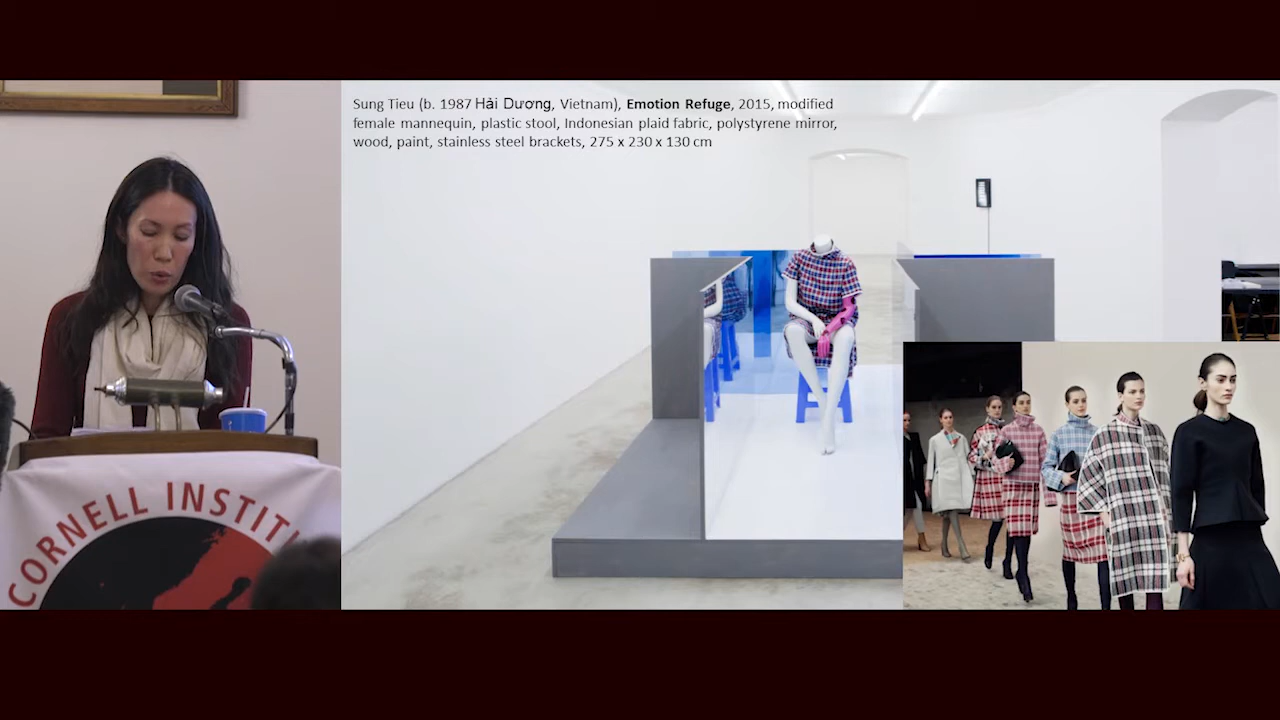 Sung Tieu (b. 1987 Hải Dương, Vietnam), Emotion Refuge, 2015, modified
female mannequin, plastic stool, Indonesian plaid fabric, polystyrene mirror,
wood, paint, stainless steel brackets, 275 x 230 x 130 cm
CORNELL INSTIT